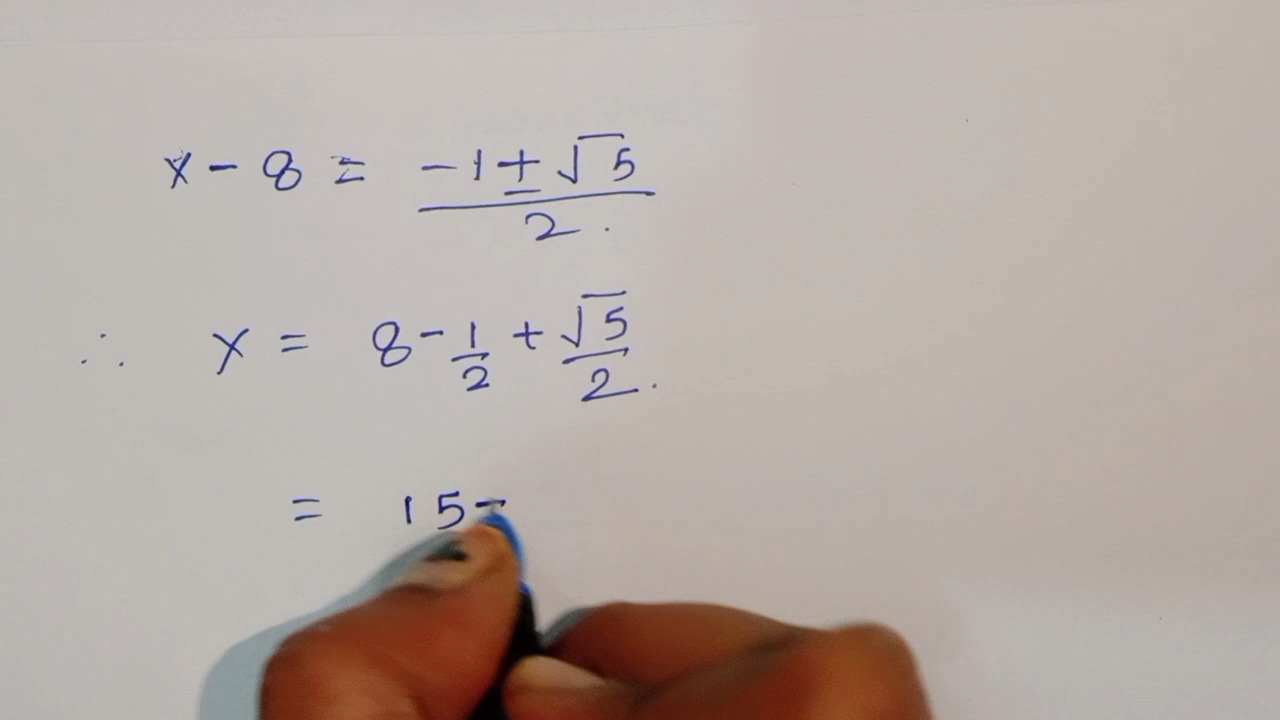 x - 8 = (-1 ± √5) / 2.
∴ x = 8 - 1/2 + √5/2.
= 15